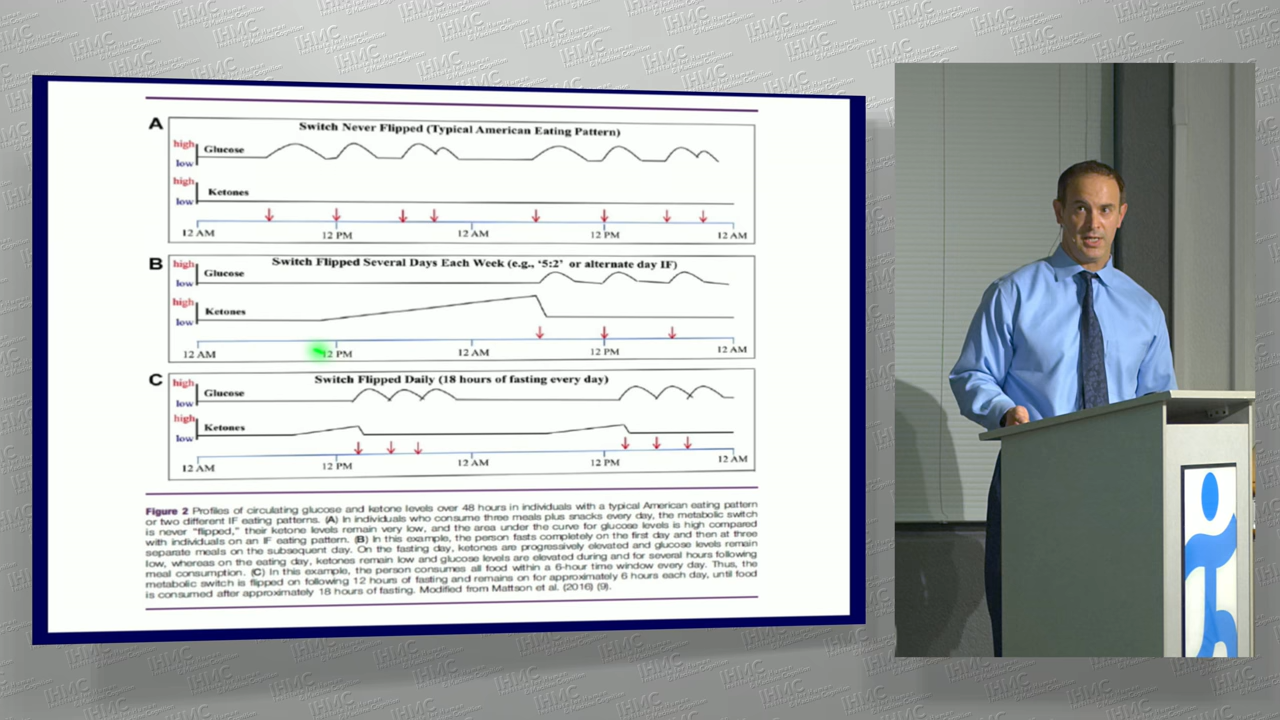 A
Switch Never Flipped (Typical American Eating Pattern)
high
Glucose
low
high
Ketones
low
12 AM 12 PM 12 AM 12 PM 12 AM
B
Switch Flipped Several Days Each Week (e.g., '5:2' or alternate day IF)
high
Glucose
low
high
Ketones
low
12 AM 12 PM 12 AM 12 PM 12 AM
C
Switch Flipped Daily (18 hours of fasting every day)
high
Glucose
low
high
Ketones
low
12 AM 12 PM 12 AM 12 PM 12 AM
Figure 2 Profiles of circulating glucose and ketone levels over 48 hours in individuals with a typical American eating pattern
or two different IF eating patterns. (A) In individuals who consume three meals plus snacks every day, the metabolic switch
is never "flipped," their ketone levels remain very low, and the area under the curve for glucose levels is high compared
with individuals on an IF eating pattern. (B) In this example, the person fasts completely on the first day and then at three
separate meals on the subsequent day. On the fasting day, ketones are progressively elevated and glucose levels remain
low, whereas on the eating day, ketones remain low and glucose levels are elevated during and for several hours following
meal consumption. (C) In this example, the person consumes all food within a 6-hour time window every day. Thus, the
metabolic switch is flipped on following 12 hours of fasting and remains on for approximately 6 hours each day, until food
is consumed after approximately 18 hours of fasting. Modified from Mattson et al. (2016) (9).
IHMC